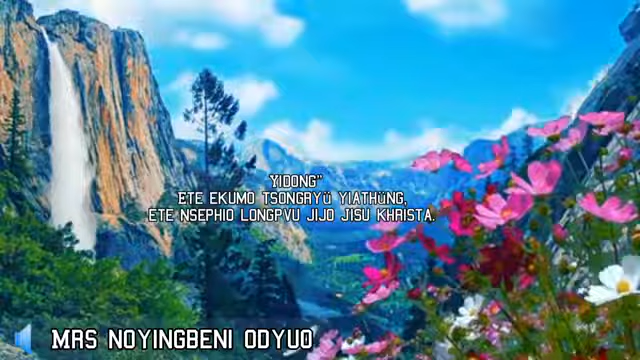 YIDONG"
ETE EKUMO TSONGRYÜ YIATHÜNG,
ETE NSEPHIO LONGPVU JIJO JISU KHRISTA.
MRS NOYINGBENI ODYUO